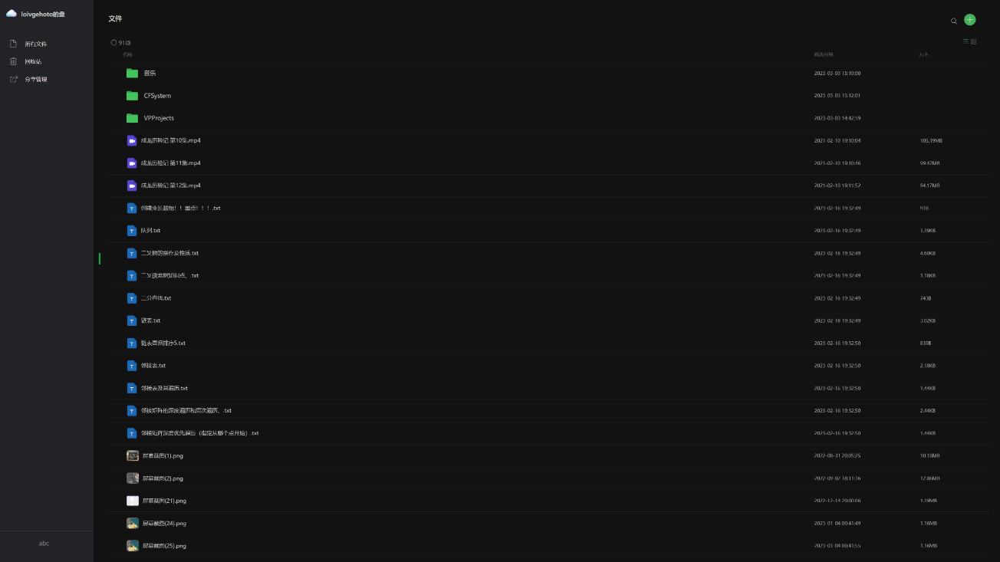 loivgehoto的盘
所有文件
回收站
分享管理
abc
文件
91项
名称 修改日期 大小
音乐 2023-03-03 15:10:00
CFSystem 2023-03-03 15:12:01
VPProjects 2023-03-03 14:42:19
成龙历险记 第10集.mp4 2021-02-10 19:10:04 105.19MB
成龙历险记 第11集.mp4 2021-02-10 19:10:46 99.47MB
成龙历险记 第12集.mp4 2021-02-10 19:11:52 94.17MB
创建变长数组！！重点！！！.txt 2023-02-16 19:32:49 91B
队列.txt 2023-02-16 19:32:49 1.39KB
二叉树的操作及性质.txt 2023-02-16 19:32:49 4.60KB
二叉搜索树知识点、.txt 2023-02-16 19:32:49 1.18KB
二分查找.txt 2023-02-16 19:32:49 743B
链表.txt 2023-02-16 19:32:49 3.02KB
链表冒泡排序5.txt 2023-02-16 19:32:50 839B
邻接表.txt 2023-02-16 19:32:50 2.18KB
邻接表及其遍历.txt 2023-02-16 19:32:50 1.44KB
邻接矩阵的深度遍历和层次遍历、.txt 2023-02-16 19:32:50 2.44KB
邻接矩阵深度优先遍历（指定从哪个点开始）.txt 2023-02-16 19:32:50 1.44KB
屏幕截图(1).png 2022-08-31 20:05:25 10.18MB
屏幕截图(2).png 2022-09-02 18:11:16 12.86MB
屏幕截图(21).png 2022-12-14 20:00:06 1.19MB
屏幕截图(24).png 2023-01-04 00:41:49 1.16MB
屏幕截图(25).png 2023-01-04 00:41:55 1.16MB